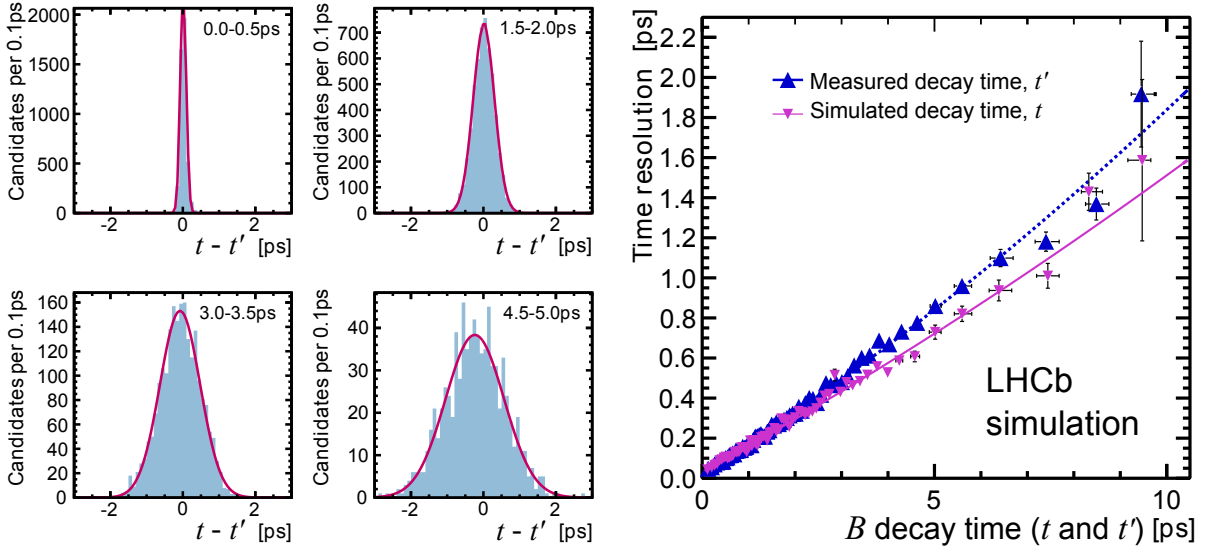 Candidates per 0.1ps
2000
1500
1000
500
0
0.0-0.5ps
-2 0 2
t - t′ [ps]
Candidates per 0.1ps
700
600
500
400
300
200
100
0
1.5-2.0ps
-2 0 2
t - t′ [ps]
Candidates per 0.1ps
160
140
120
100
80
60
40
20
0
3.0-3.5ps
-2 0 2
t - t′ [ps]
Candidates per 0.1ps
40
30
20
10
0
4.5-5.0ps
-2 0 2
t - t′ [ps]
Time resolution [ps]
2.2
2.0
1.8
1.6
1.4
1.2
1.0
0.8
0.6
0.4
0.2
0.0
Measured decay time, t′
Simulated decay time, t
LHCb
simulation
0 5 10
B decay time (t and t′) [ps]